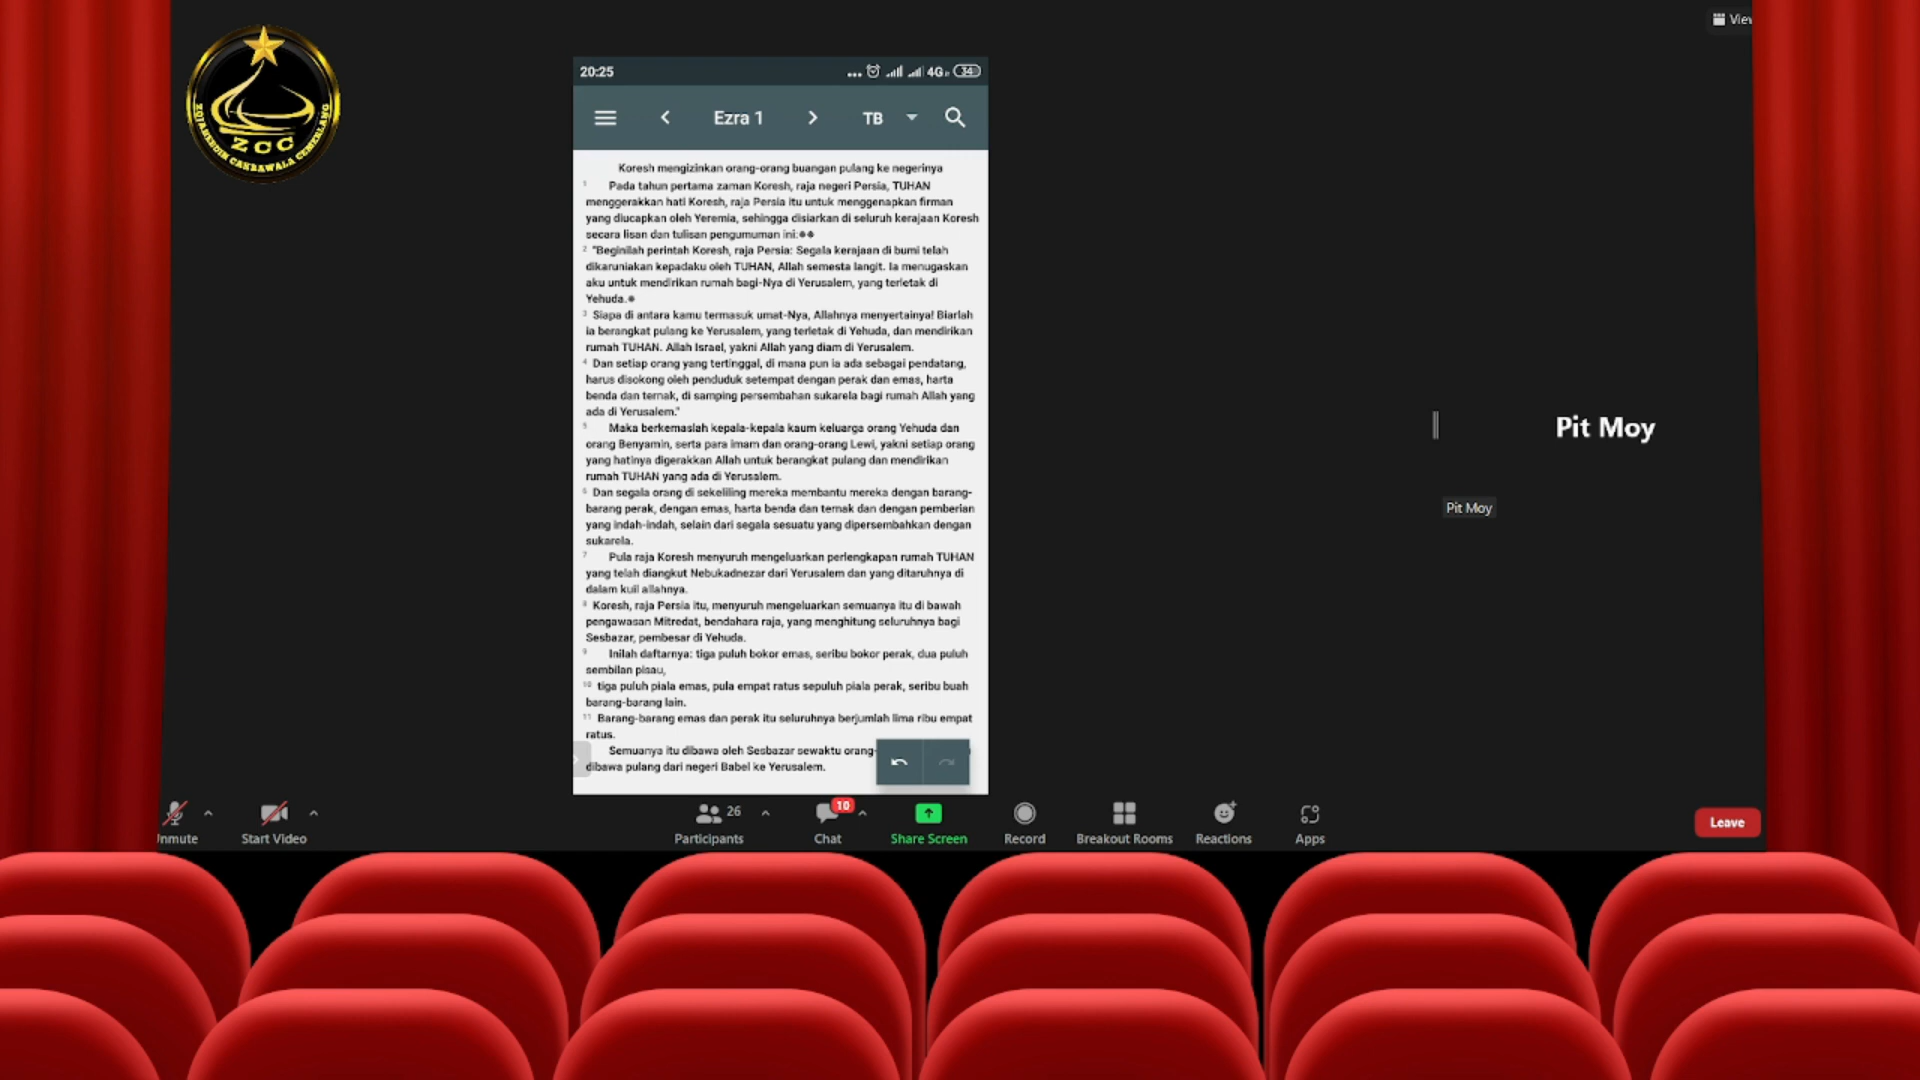 View
ZCC
CAKRAWALA CEMERLANG
20:25
4G
34
Ezra 1
TB
Koresh mengizinkan orang-orang buangan pulang ke negerinya
1 Pada tahun pertama zaman Koresh, raja negeri Persia, TUHAN
menggerakkan hati Koresh, raja Persia itu untuk menggenapkan firman
yang diucapkan oleh Yeremia, sehingga disiarkan di seluruh kerajaan Koresh
secara lisan dan tulisan pengumuman ini:
2 "Beginilah perintah Koresh, raja Persia: Segala kerajaan di bumi telah
dikaruniakan kepadaku oleh TUHAN, Allah semesta langit. Ia menugaskan
aku untuk mendirikan rumah bagi-Nya di Yerusalem, yang terletak di
Yehuda.
3 Siapa di antara kamu termasuk umat-Nya, Allahnya menyertainya! Biarlah
ia berangkat pulang ke Yerusalem, yang terletak di Yehuda, dan mendirikan
rumah TUHAN. Allah Israel, yakni Allah yang diam di Yerusalem.
4 Dan setiap orang yang tertinggal, di mana pun ia ada sebagai pendatang,
harus disokong oleh penduduk setempat dengan perak dan emas, harta
benda dan ternak, di samping persembahan sukarela bagi rumah Allah yang
ada di Yerusalem."
5 Maka berkemaslah kepala-kepala kaum keluarga orang Yehuda dan
orang Benyamin, serta para imam dan orang-orang Lewi, yakni setiap orang
yang hatinya digerakkan Allah untuk berangkat pulang dan mendirikan
rumah TUHAN yang ada di Yerusalem.
6 Dan segala orang di sekeliling mereka membantu mereka dengan barang-
barang perak, dengan emas, harta benda dan ternak dan dengan pemberian
yang indah-indah, selain dari segala sesuatu yang dipersembahkan dengan
sukarela.
7 Pula raja Koresh menyuruh mengeluarkan perlengkapan rumah TUHAN
yang telah diangkut Nebukadnezar dari Yerusalem dan yang ditaruhnya di
dalam kuil allahnya.
8 Koresh, raja Persia itu, menyuruh mengeluarkan semuanya itu di bawah
pengawasan Mitredat, bendahara raja, yang menghitung seluruhnya bagi
Sesbazar, pembesar di Yehuda.
9 Inilah daftarnya: tiga puluh bokor emas, seribu bokor perak, dua puluh
sembilan pisau,
10 tiga puluh piala emas, pula empat ratus sepuluh piala perak, seribu buah
barang-barang lain.
11 Barang-barang emas dan perak itu seluruhnya berjumlah lima ribu empat
ratus.
Semuanya itu dibawa oleh Sesbazar sewaktu orang-
dibawa pulang dari negeri Babel ke Yerusalem.
Pit Moy
Pit Moy
Unmute
Start Video
26
Participants
10
Chat
Share Screen
Record
Breakout Rooms
Reactions
Apps
Leave